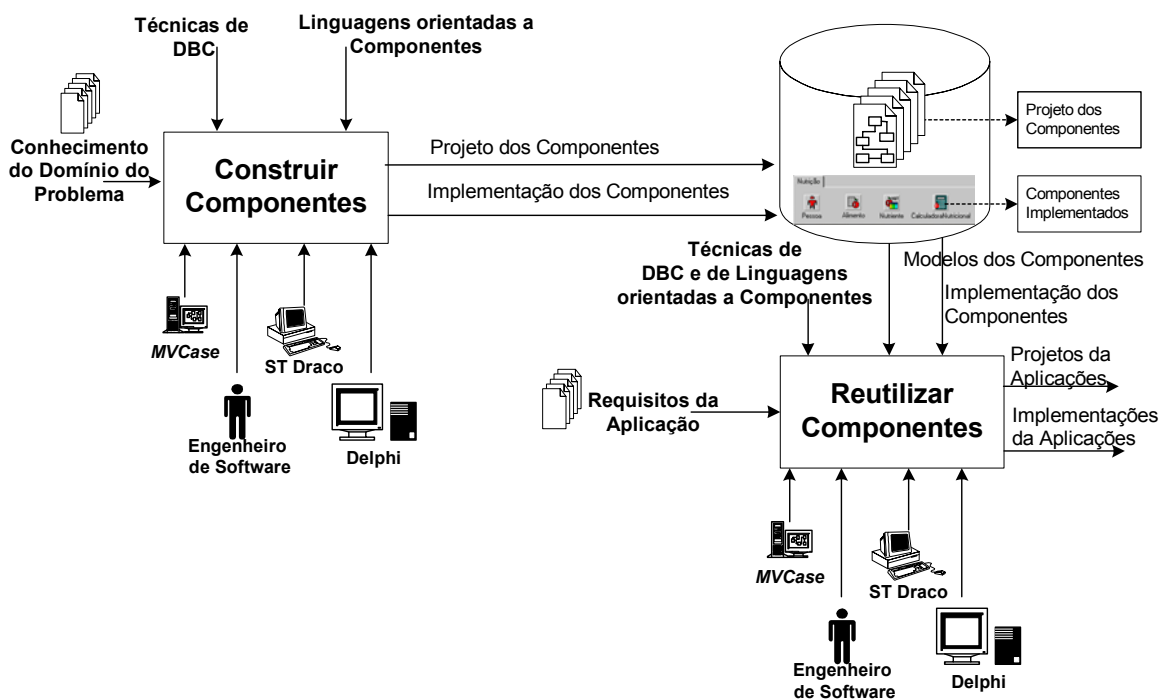 Técnicas de
DBC
Linguagens orientadas a
Componentes
Conhecimento
do Domínio do
Problema
Construir
Componentes
Projeto dos Componentes
Implementação dos Componentes
Projeto dos
Componentes
Nutrição
Pessoa
Alimento
Nutriente
CalculadoraNutricional
Componentes
Implementados
MVCase
Engenheiro
de Software
ST Draco
Delphi
Técnicas de
DBC e de Linguagens
orientadas a Componentes
Modelos dos Componentes
Implementação dos
Componentes
Requisitos da
Aplicação
Reutilizar
Componentes
Projetos da
Aplicações
Implementações
da Aplicações
MVCase
Engenheiro
de Software
ST Draco
Delphi